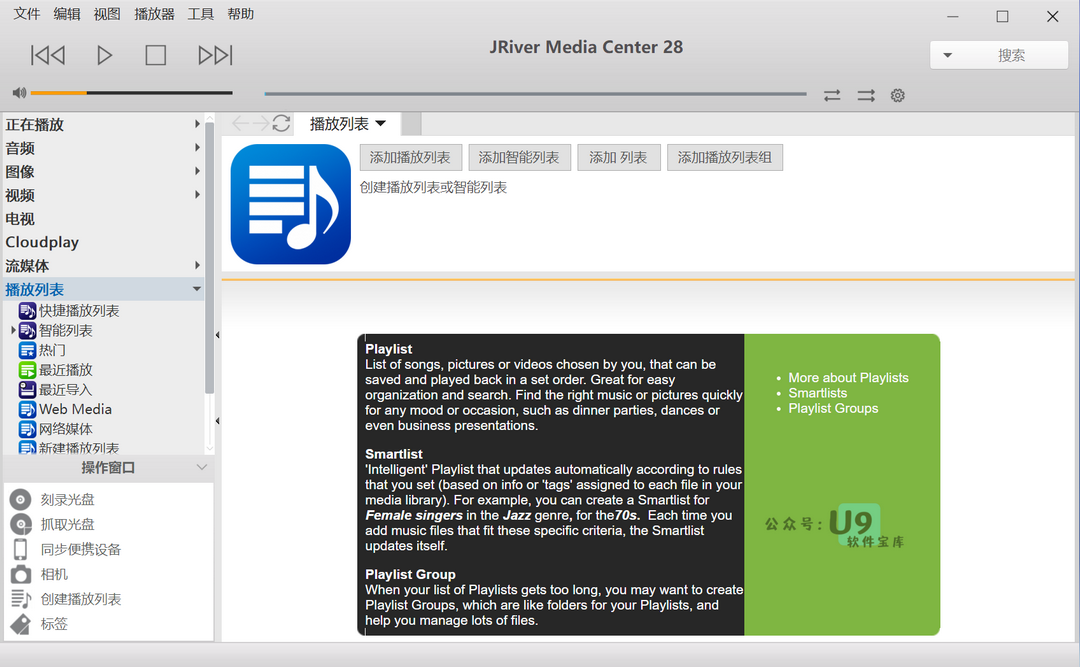 文件 编辑 视图 播放器 工具 帮助
JRiver Media Center 28
搜索
正在播放
音频
图像
视频
电视
Cloudplay
流媒体
播放列表
快捷播放列表
智能列表
热门
最近播放
最近导入
Web Media
网络媒体
新建播放列表
操作窗口
刻录光盘
抓取光盘
同步便携设备
相机
创建播放列表
标签
播放列表
添加播放列表 添加智能列表 添加 列表 添加播放列表组
创建播放列表或智能列表
Playlist
List of songs, pictures or videos chosen by you, that can be
saved and played back in a set order. Great for easy
organization and search. Find the right music or pictures quickly
for any mood or occasion, such as dinner parties, dances or
even business presentations.
Smartlist
'Intelligent' Playlist that updates automatically according to rules
that you set (based on info or 'tags' assigned to each file in your
media library). For example, you can create a Smartlist for
Female singers in the Jazz genre, for the70s. Each time you
add music files that fit these specific criteria, the Smartlist
updates itself.
Playlist Group
When your list of Playlists gets too long, you may want to create
Playlist Groups, which are like folders for your Playlists, and
help you manage lots of files.
More about Playlists
Smartlists
Playlist Groups
公众号: U9
软件宝库